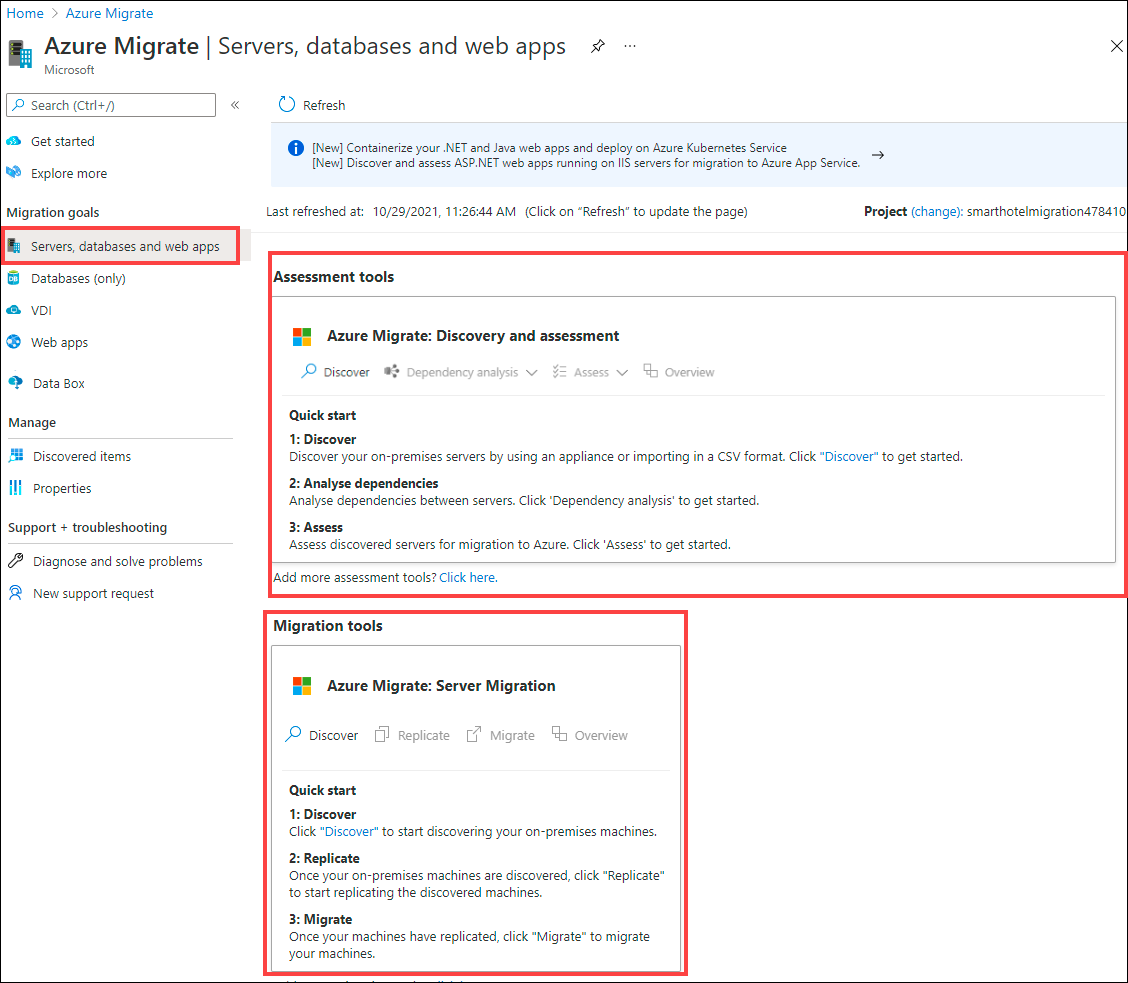 Home > Azure Migrate
Azure Migrate | Servers, databases and web apps
Microsoft
Search (Ctrl+/)
Get started
Explore more
Migration goals
Servers, databases and web apps
Databases (only)
VDI
Web apps
Data Box
Manage
Discovered items
Properties
Support + troubleshooting
Diagnose and solve problems
New support request
Refresh
[New] Containerize your .NET and Java web apps and deploy on Azure Kubernetes Service
[New] Discover and assess ASP.NET web apps running on IIS servers for migration to Azure App Service.
Last refreshed at: 10/29/2021, 11:26:44 AM (Click on “Refresh” to update the page) Project (change): smarthotelmigration478410
Assessment tools
Azure Migrate: Discovery and assessment
Discover Dependency analysis Assess Overview
Quick start
1: Discover
Discover your on-premises servers by using an appliance or importing in a CSV format. Click "Discover" to get started.
2: Analyse dependencies
Analyse dependencies between servers. Click 'Dependency analysis' to get started.
3: Assess
Assess discovered servers for migration to Azure. Click 'Assess' to get started.
Add more assessment tools? Click here.
Migration tools
Azure Migrate: Server Migration
Discover Replicate Migrate Overview
Quick start
1: Discover
Click "Discover" to start discovering your on-premises machines.
2: Replicate
Once your on-premises machines are discovered, click "Replicate"
to start replicating the discovered machines.
3: Migrate
Once your machines have replicated, click "Migrate" to migrate
your machines.